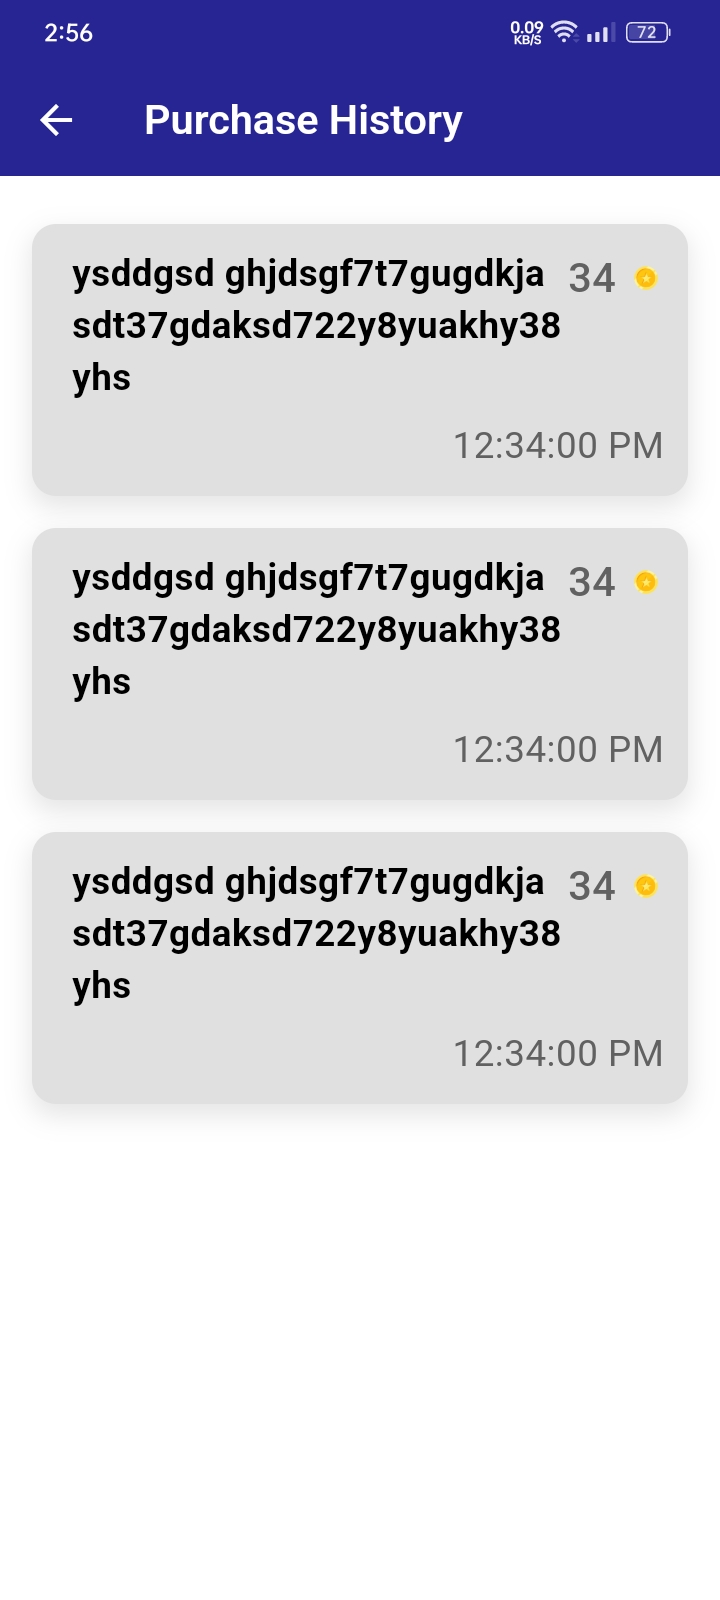 2:56
0.09
KB/S
72
Purchase History
ysddgsd ghjdsgf7t7gugdkja 34
sdt37gdaksd722y8yuakhy38
yhs
12:34:00 PM
ysddgsd ghjdsgf7t7gugdkja 34
sdt37gdaksd722y8yuakhy38
yhs
12:34:00 PM
ysddgsd ghjdsgf7t7gugdkja 34
sdt37gdaksd722y8yuakhy38
yhs
12:34:00 PM